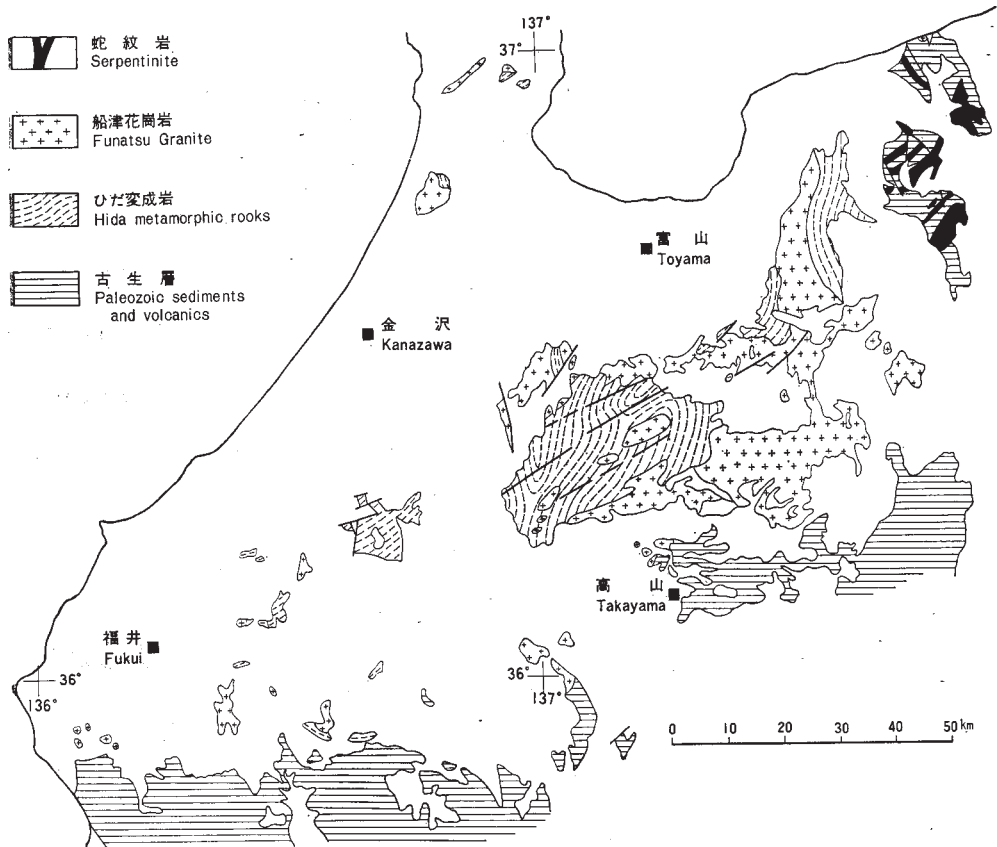 蛇紋岩
Serpentinite
船津花崗岩
Funatsu Granite
ひだ変成岩
Hida metamorphic rooks
古生層
Paleozoic sediments
and volcanics
137°
37°
富山
Toyama
金沢
Kanazawa
高山
Takayama
福井
Fukui
36°
136°
36°
137°
0 10 20 30 40 50 km